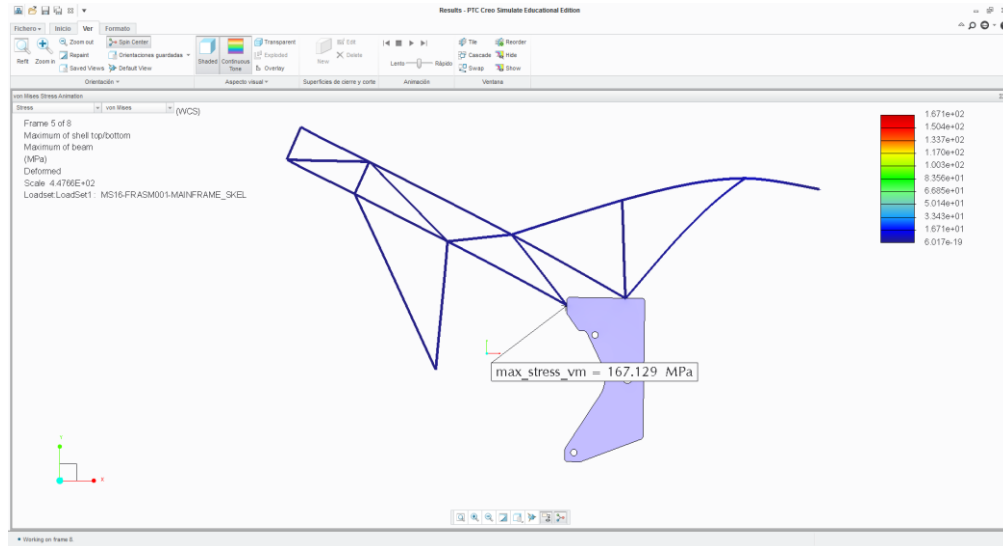 Results - PTC Creo Simulate Educational Edition
Fichero Inicio Ver Formato
Refit
Zoom in
Zoom out
Repaint
Saved Views
Spin Center
Orientaciones guardadas
Default View
Orientación
Shaded
Continuous Tone
Transparent
Exploded
Overlay
Aspecto visual
New
Edit
Delete
Superficies de cierre y corte
Lento Rápido
Animación
Tile
Cascade
Swap
Reorder
Hide
Show
Ventana
von Mises Stress Animation
Stress von Mises (WCS)
Frame 5 of 8
Maximum of shell top/bottom
Maximum of beam
(MPa)
Deformed
Scale 4.4766E+02
Loadset:LoadSet1 : MS16-FRASM001-MAINFRAME_SKEL
1.671e+02
1.504e+02
1.337e+02
1.170e+02
1.003e+02
8.356e+01
6.685e+01
5.014e+01
3.343e+01
1.671e+01
6.017e-19
max_stress_vm = 167.129 MPa
Y
X
Working on frame 8.